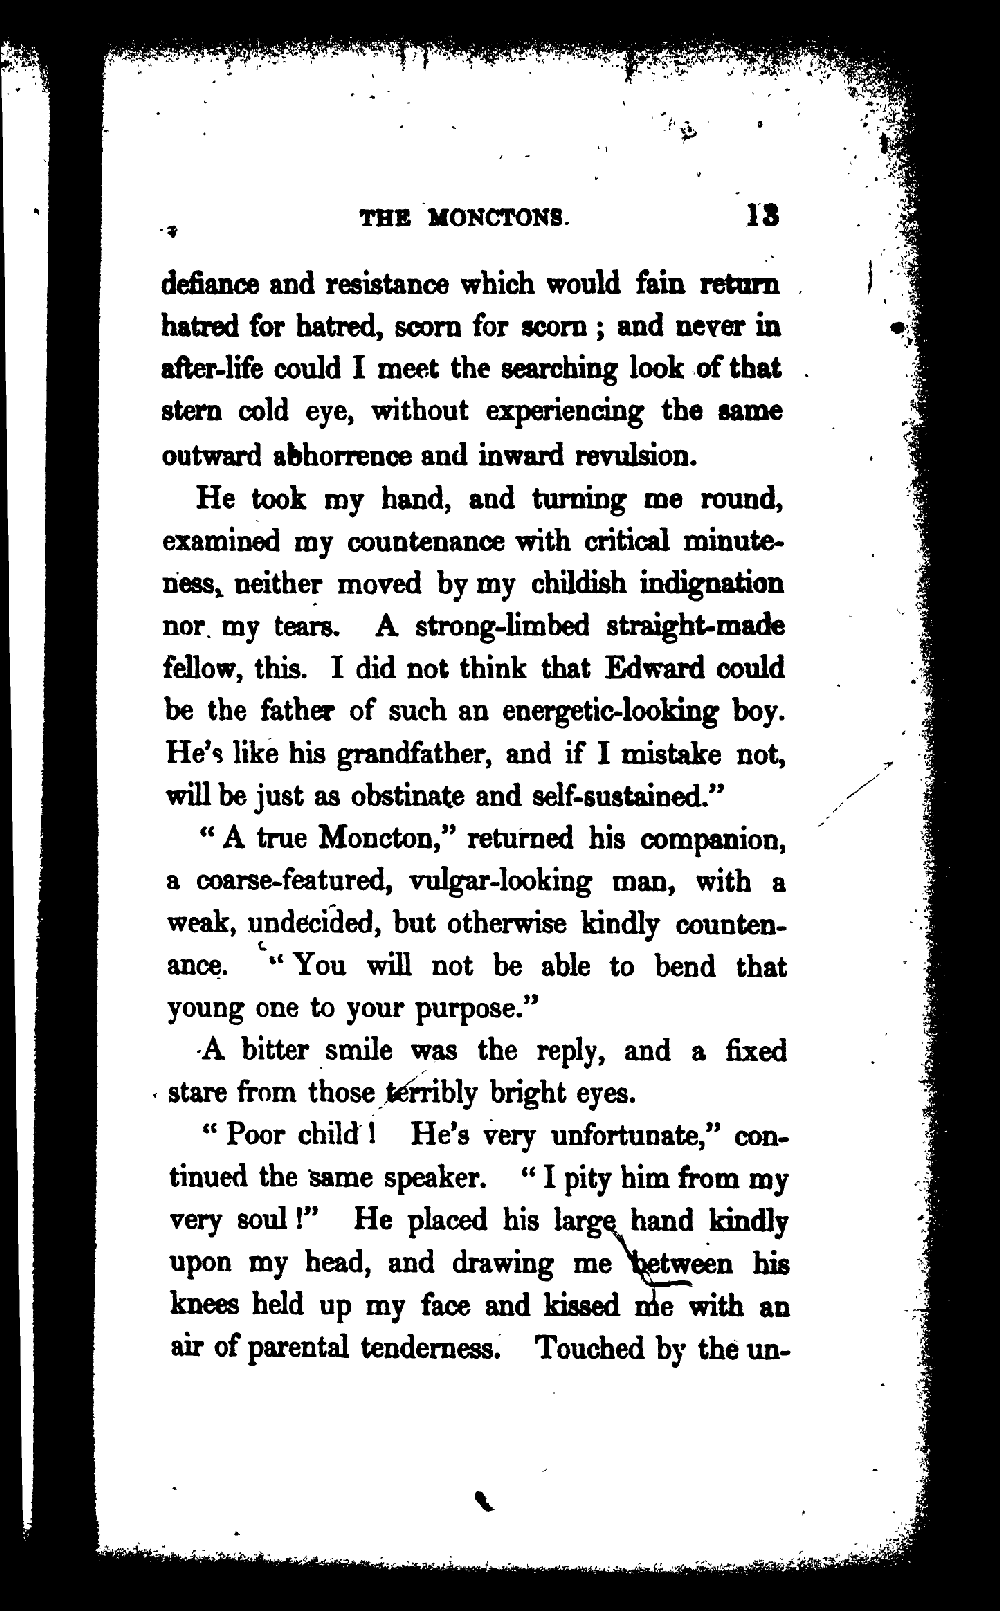 THE MONCTONS. 13
defiance and resistance which would fain return
hatred for hatred, scorn for scorn ; and never in
after-life could I meet the searching look of that
stern cold eye, without experiencing the same
outward abhorrence and inward revulsion.
He took my hand, and turning me round,
examined my countenance with critical minute-
ness, neither moved by my childish indignation
nor my tears. A strong-limbed straight-made
fellow, this. I did not think that Edward could
be the father of such an energetic-looking boy.
He's like his grandfather, and if I mistake not,
will be just as obstinate and self-sustained."
"A true Moncton," returned his companion,
a coarse-featured, vulgar-looking man, with a
weak, undecided, but otherwise kindly counten-
ance. "You will not be able to bend that
young one to your purpose."
A bitter smile was the reply, and a fixed
stare from those terribly bright eyes.
"Poor child! He's very unfortunate," con-
tinued the same speaker. "I pity him from my
very soul!" He placed his large hand kindly
upon my head, and drawing me between his
knees held up my face and kissed me with an
air of parental tenderness. Touched by the un-